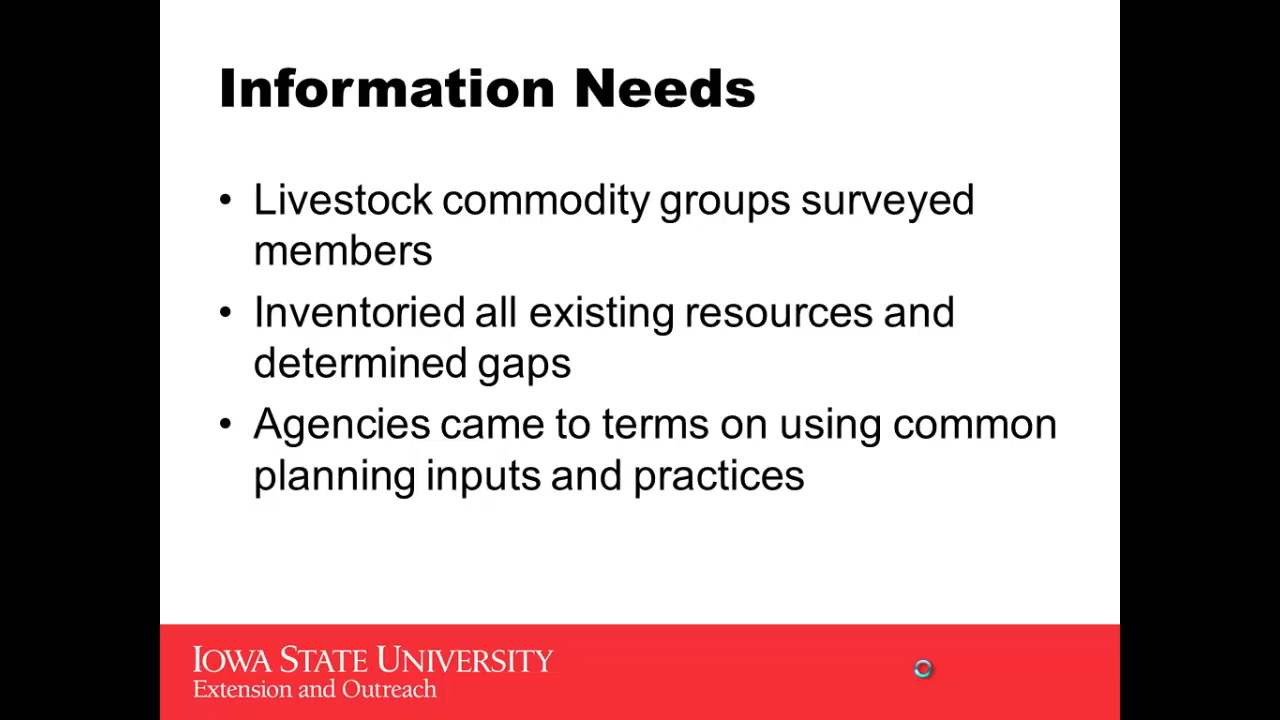 Information Needs
• Livestock commodity groups surveyed
members
• Inventoried all existing resources and
determined gaps
• Agencies came to terms on using common
planning inputs and practices
IOWA STATE UNIVERSITY
Extension and Outreach